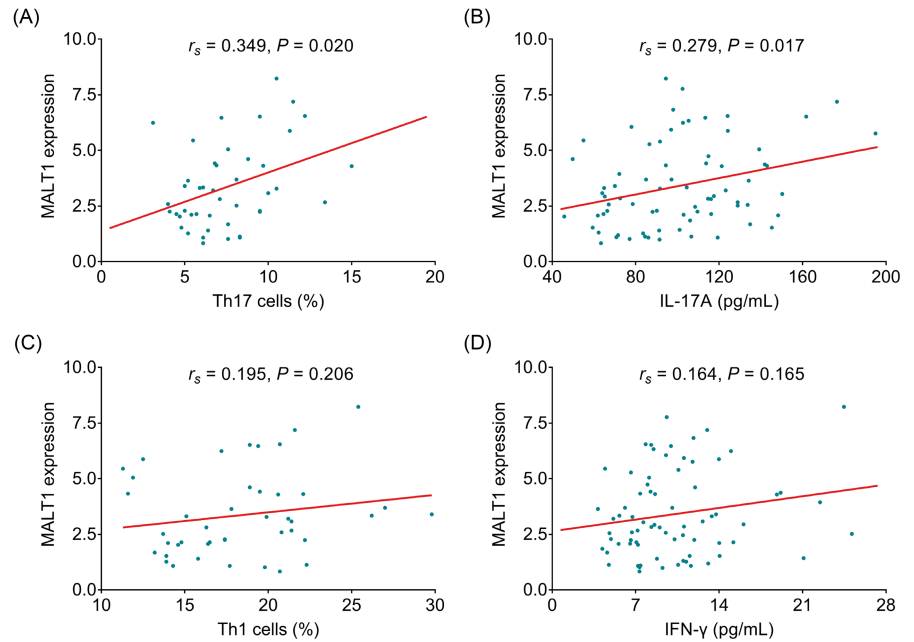 (A)
r_s = 0.349, P = 0.020
MALT1 expression
10.0
7.5
5.0
2.5
0.0
0
5
10
15
20
Th17 cells (%)
(B)
r_s = 0.279, P = 0.017
MALT1 expression
10.0
7.5
5.0
2.5
0.0
40
80
120
160
200
IL-17A (pg/mL)
(C)
r_s = 0.195, P = 0.206
MALT1 expression
10.0
7.5
5.0
2.5
0.0
10
15
20
25
30
Th1 cells (%)
(D)
r_s = 0.164, P = 0.165
MALT1 expression
10.0
7.5
5.0
2.5
0.0
0
7
14
21
28
IFN-γ (pg/mL)